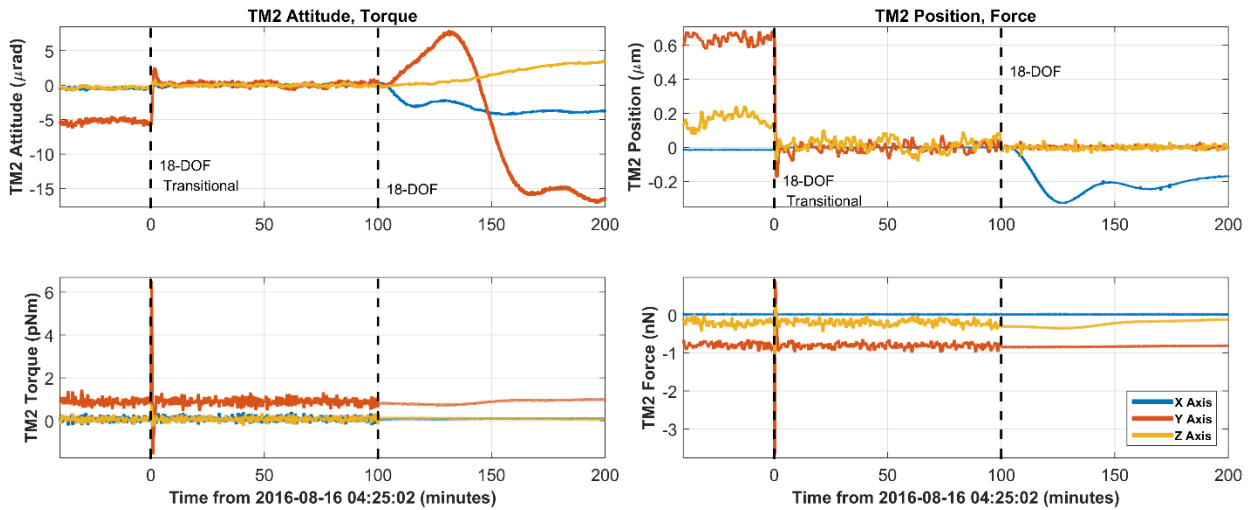 TM2 Attitude, Torque
TM2 Attitude (μrad)
5
0
-5
-10
-15
18-DOF
Transitional
18-DOF
0
50
100
150
200
TM2 Position, Force
TM2 Position (μm)
0.6
0.4
0.2
0
-0.2
18-DOF
Transitional
18-DOF
0
50
100
150
200
TM2 Torque (pNm)
6
4
2
0
0
50
100
150
200
Time from 2016-08-16 04:25:02 (minutes)
TM2 Force (nN)
0
-1
-2
-3
X Axis
Y Axis
Z Axis
0
50
100
150
200
Time from 2016-08-16 04:25:02 (minutes)